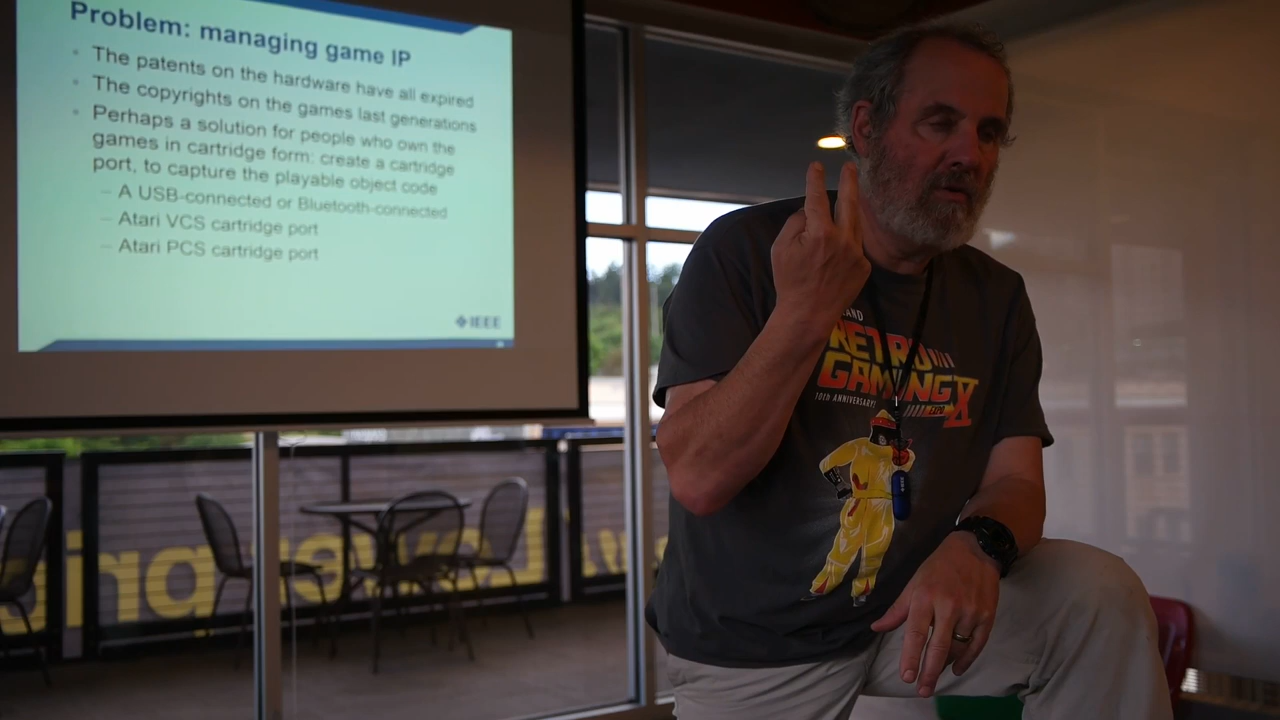 Problem: managing game IP
• The patents on the hardware have all expired
• The copyrights on the games last generations
• Perhaps a solution for people who own the
games in cartridge form: create a cartridge
port, to capture the playable object code
– A USB-connected or Bluetooth-connected
– Atari VCS cartridge port
– Atari PCS cartridge port
IEEE
RETRO
GAMING
EXPO X
10th ANNIVERSARY